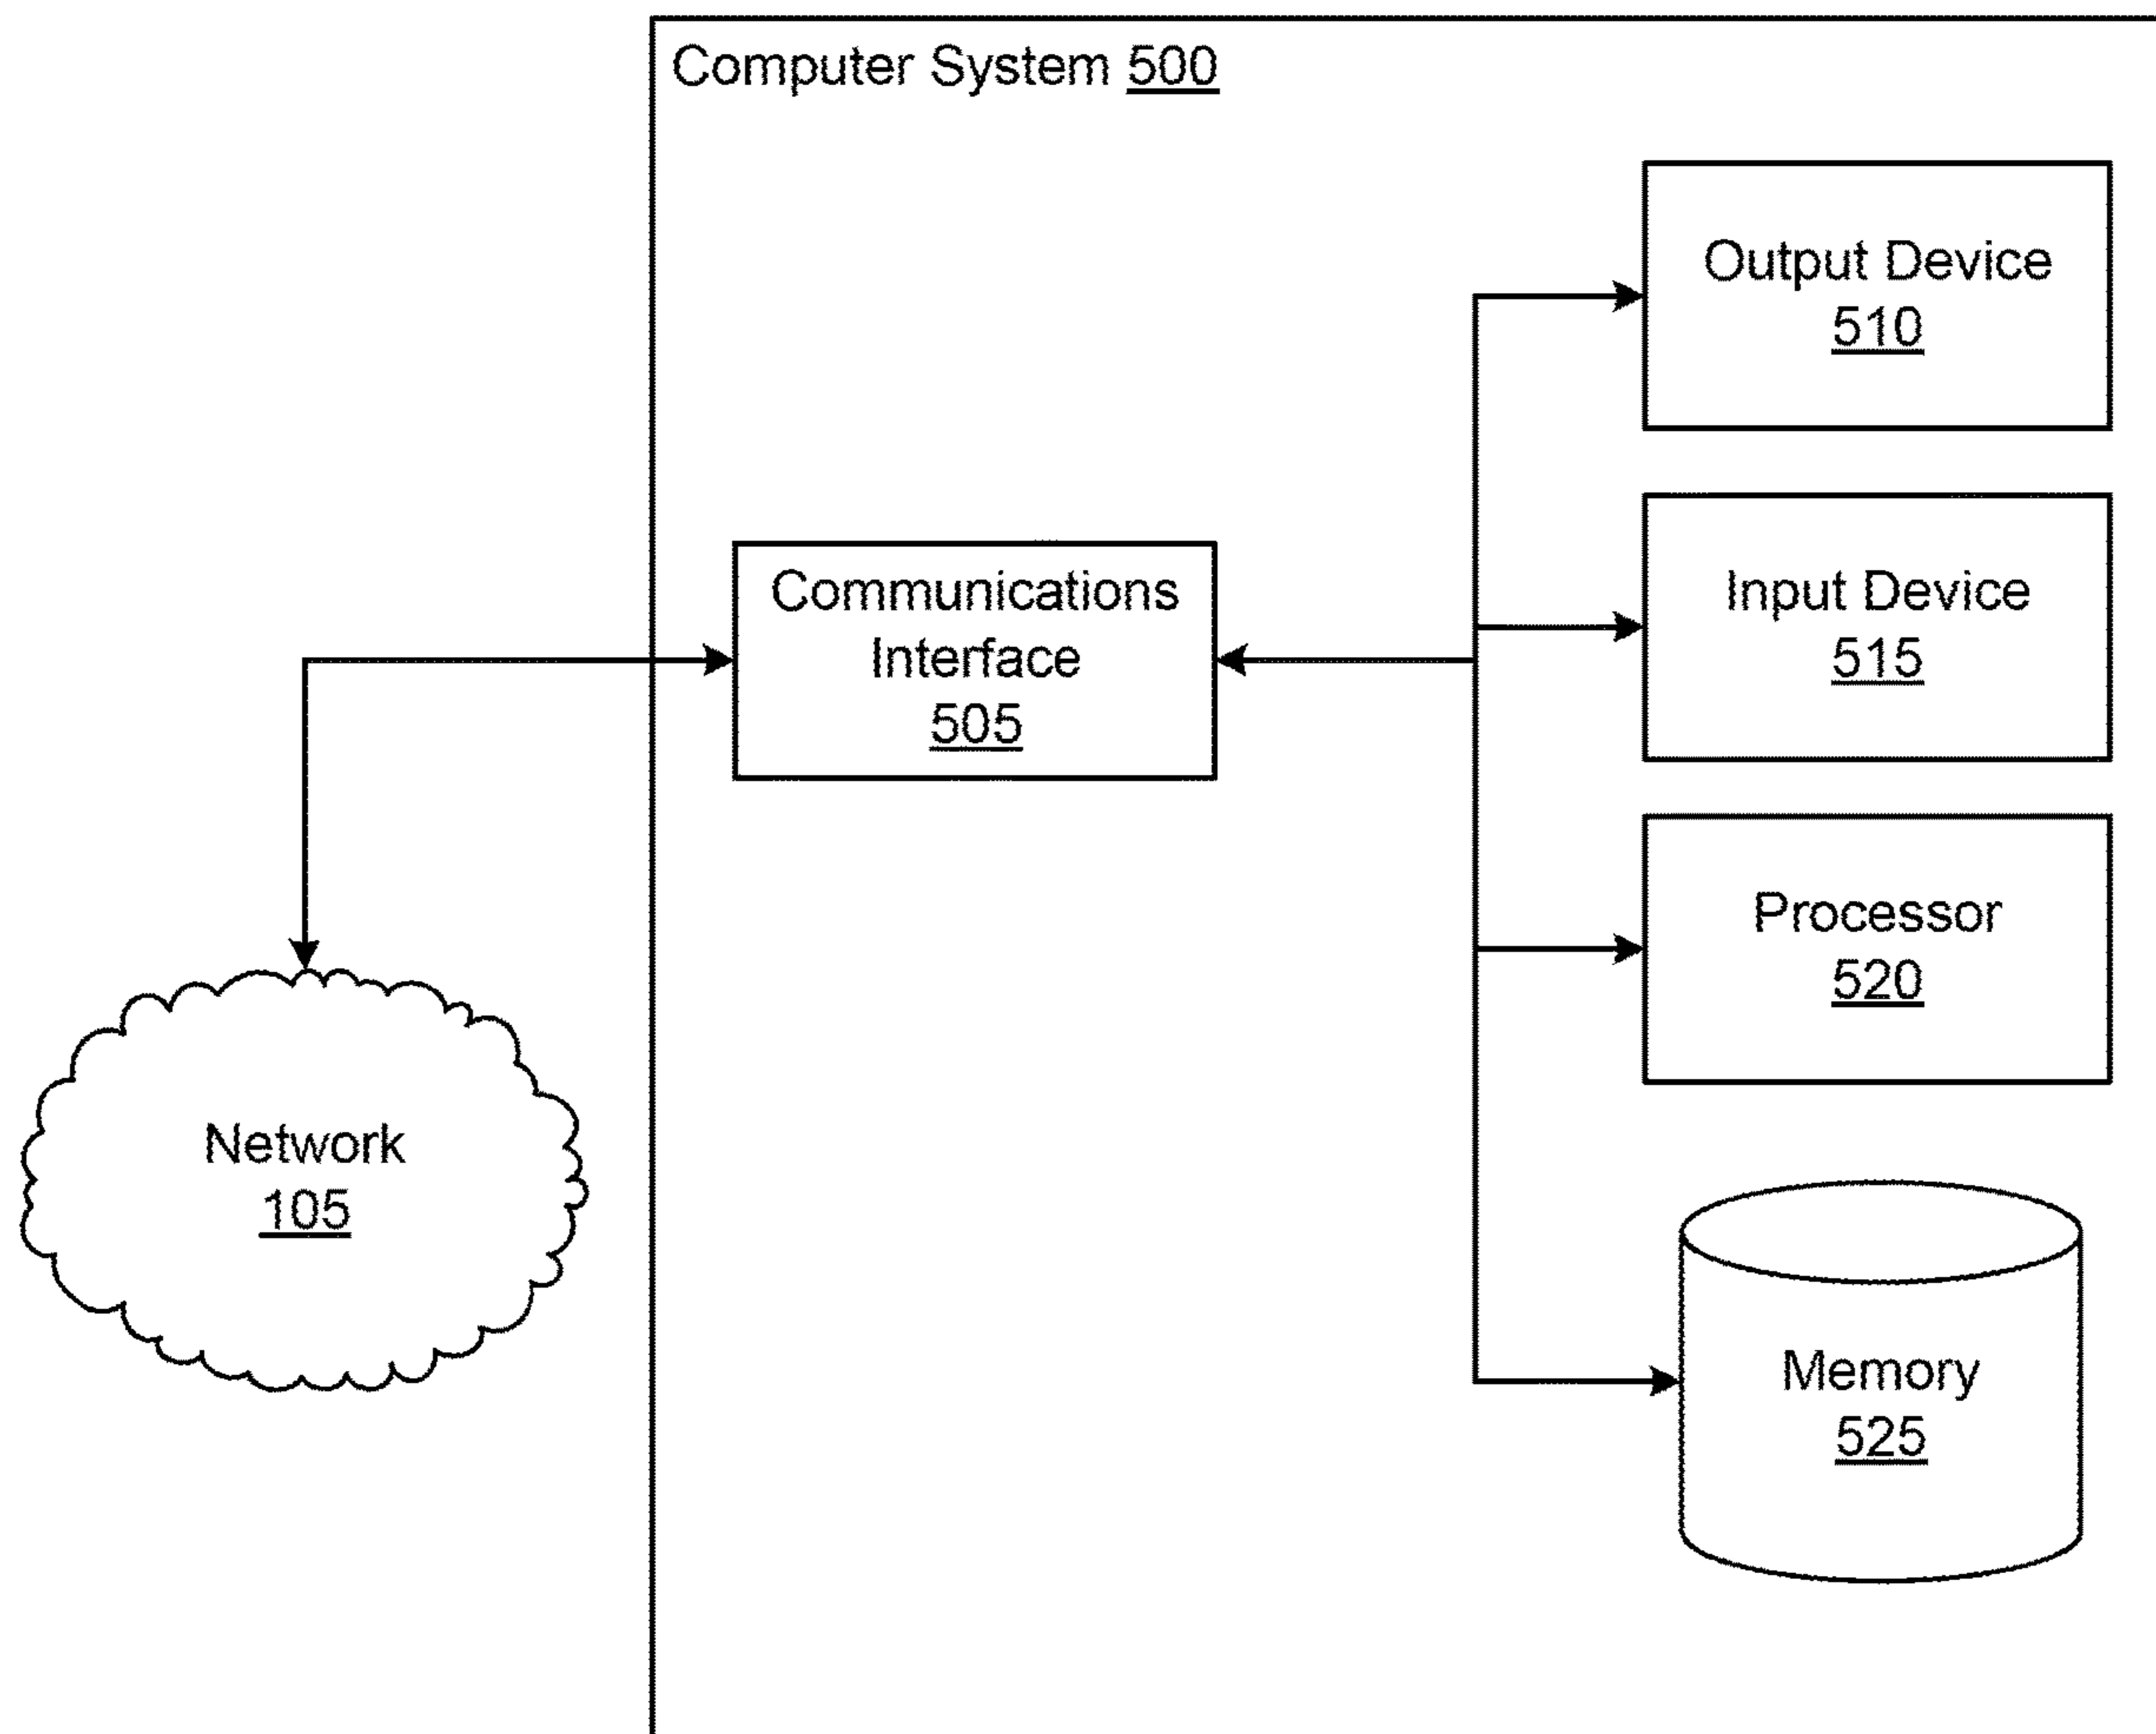 Computer System 500
Output Device
510
Input Device
515
Communications
Interface
505
Processor
520
Network
105
Memory
525